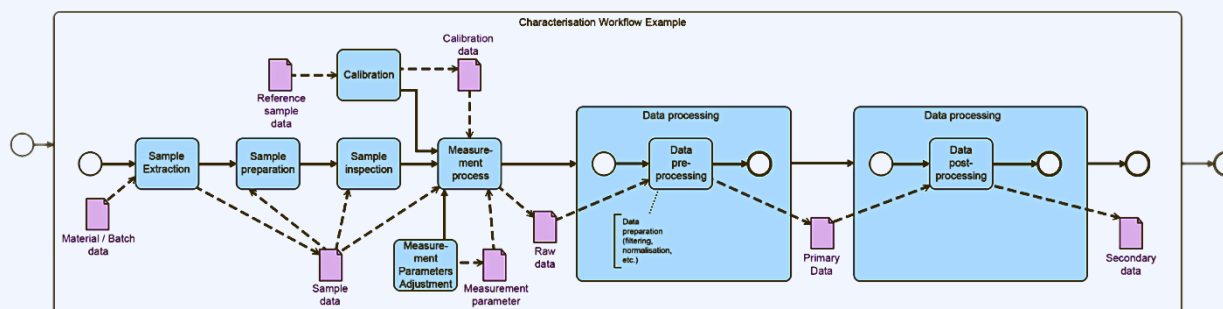 Characterisation Workflow Example
Calibration
data
Calibration
Reference
sample
data
Data processing
Data processing
Sample
Extraction
Sample
preparation
Sample
inspection
Measure-
ment
process
Data
pre-
processing
Data
post-
processing
Material / Batch
data
Data
preparation
(filtering,
normalisation,
etc.)
Measure-
ment
Parameters
Adjustment
Raw
data
Primary
Data
Secondary
data
Sample
data
Measurement
parameter